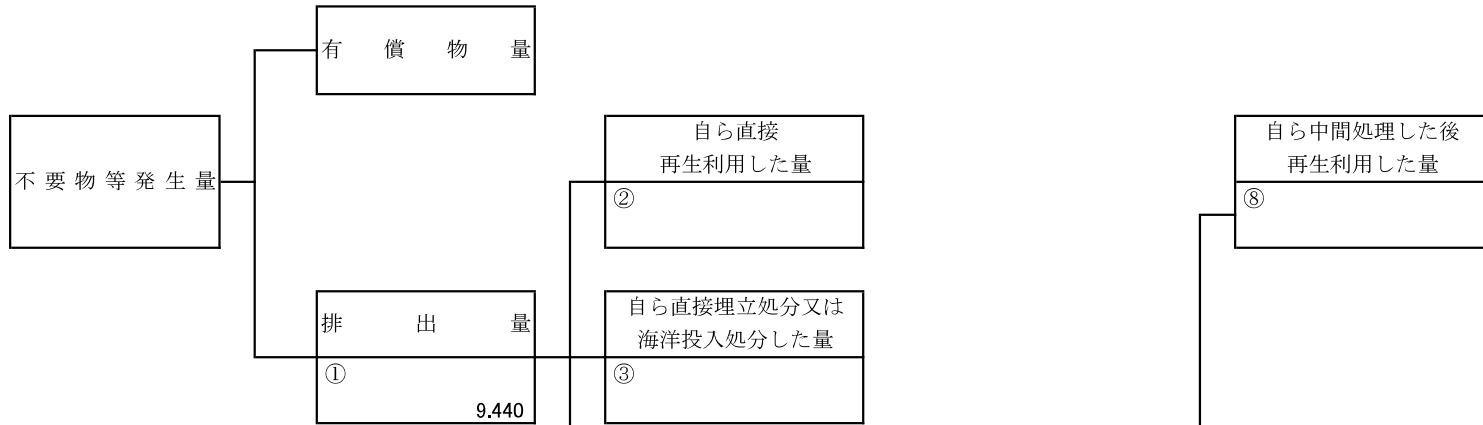 有償物量
不要物等発生量
自ら直接
再生利用した量
②
自ら中間処理した後
再生利用した量
⑧
排出量
①
9.440
自ら直接埋立処分又は
海洋投入処分した量
③